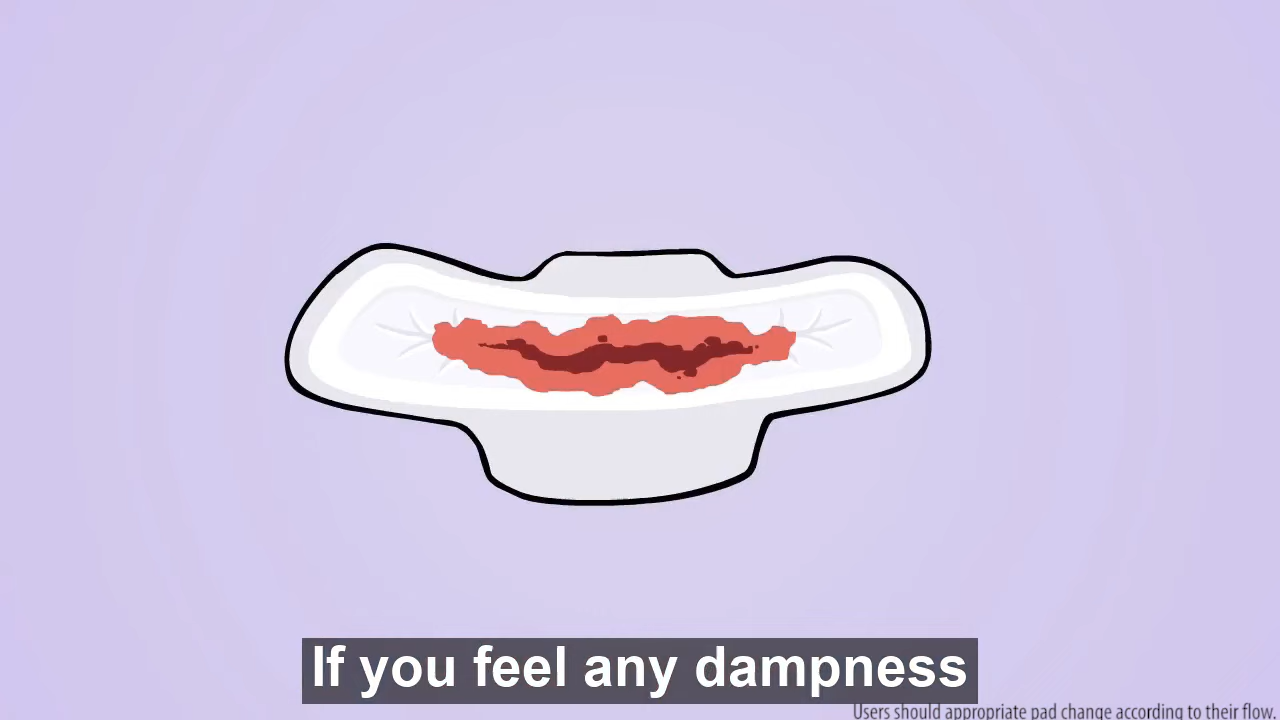 If you feel any dampness
Users should appropriate pad change according to their flow.